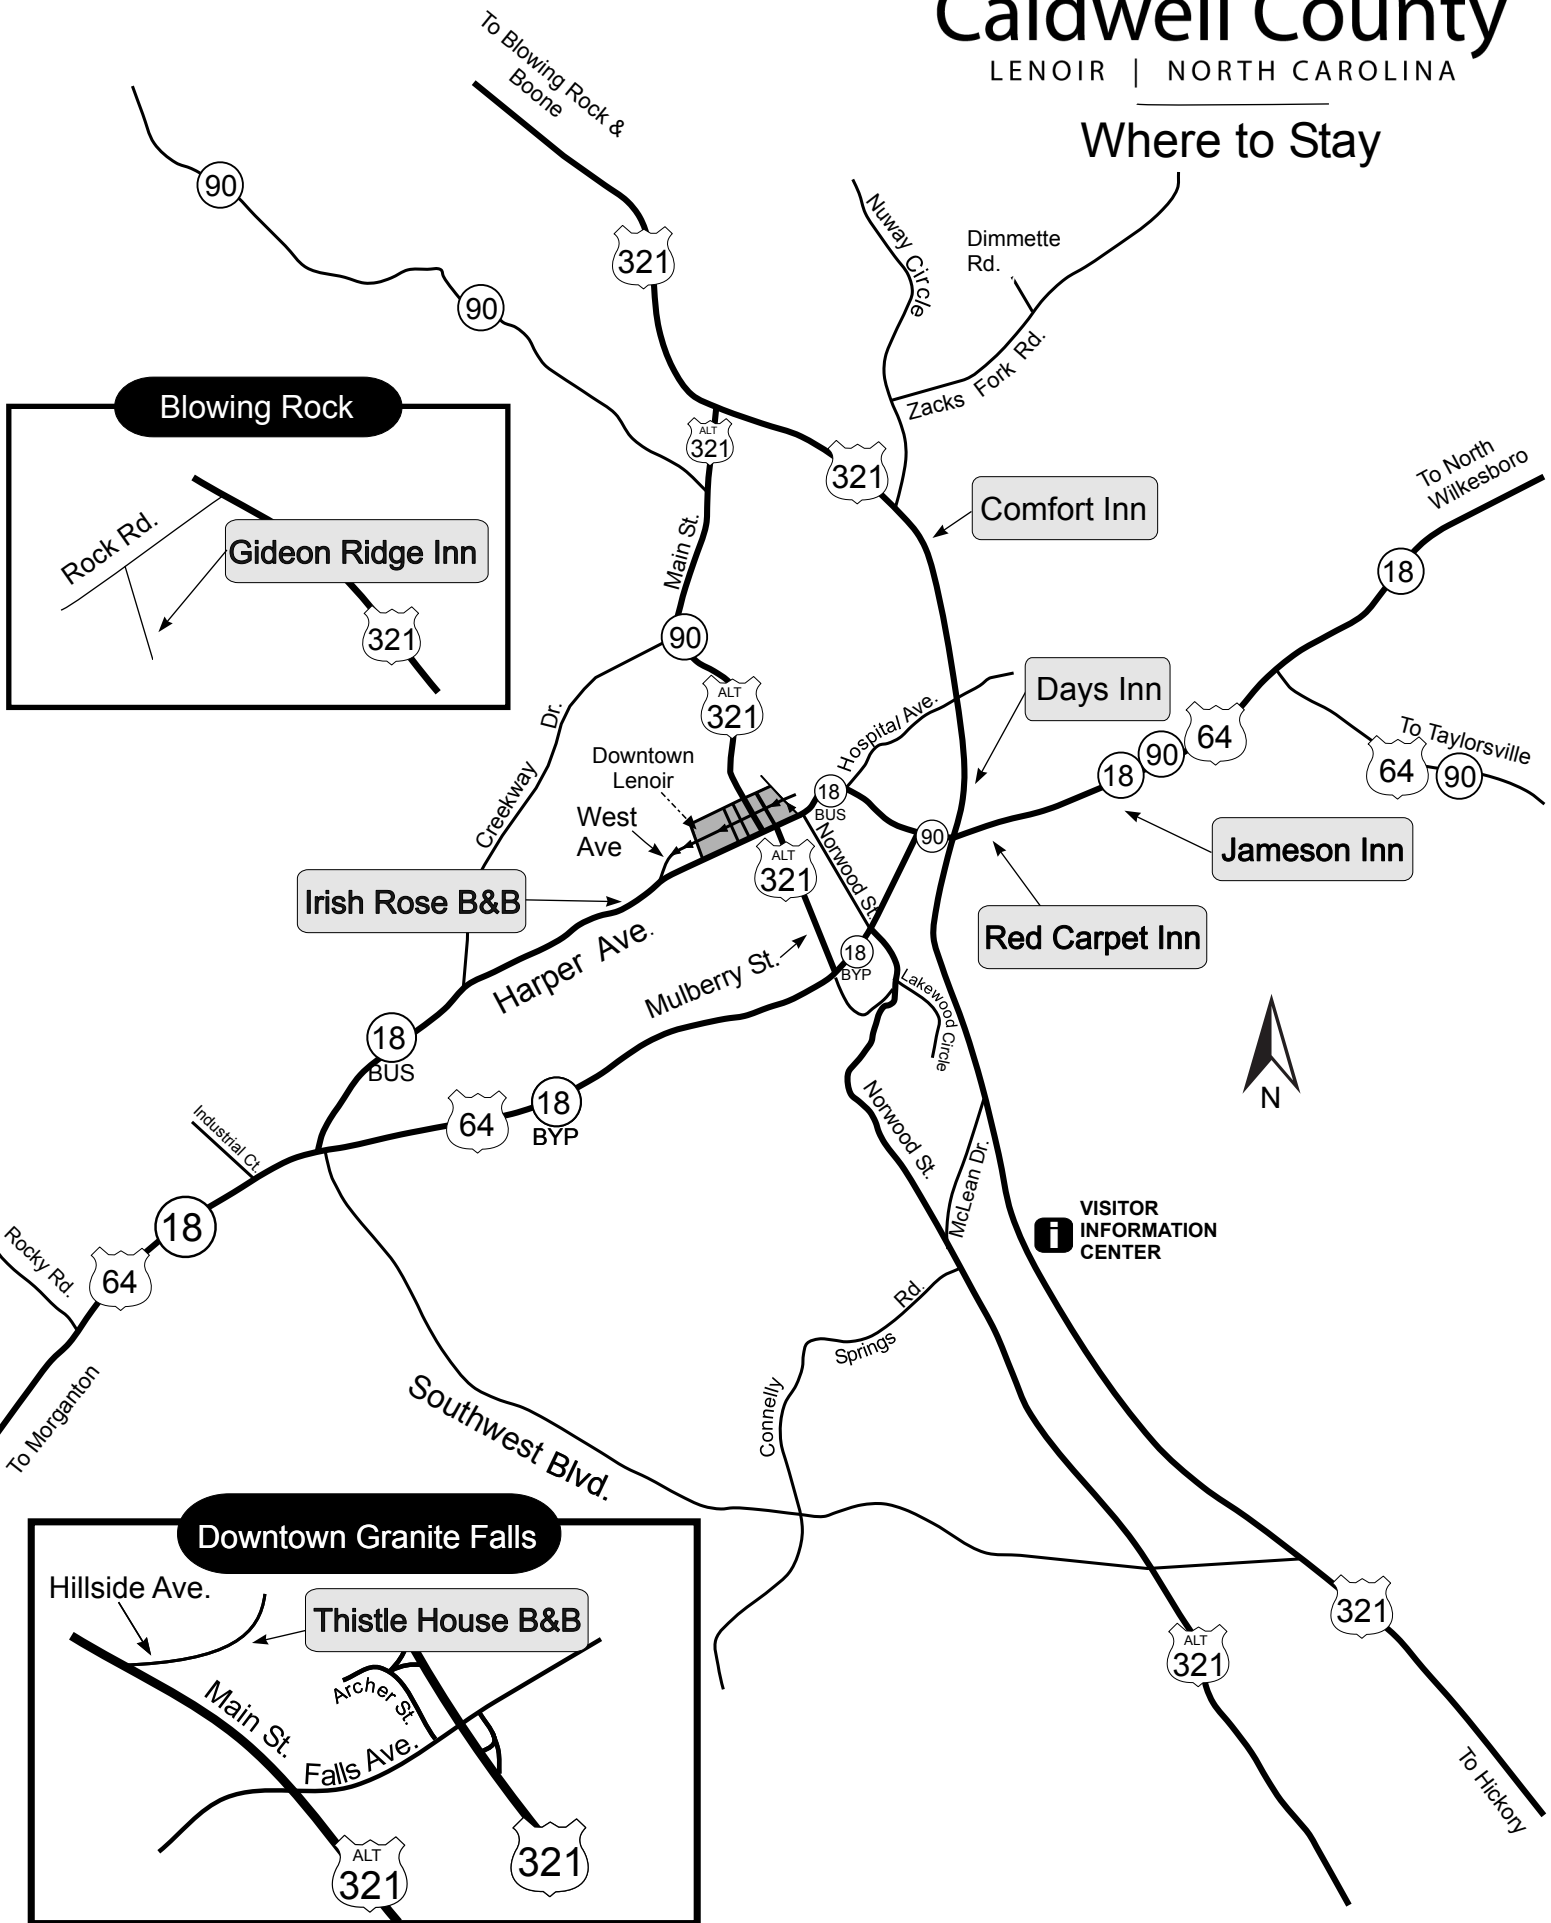 Caldwell County
LENOIR | NORTH CAROLINA
Where to Stay
To Blowing Rock &
Boone
90
321
90
Nuway Circle
Dimmette
Rd.
Zacks Fork Rd.
Blowing Rock
Rock Rd.
Gideon Ridge Inn
321
ALT
321
321
Comfort Inn
To North
Wilkesboro
18
Main St.
90
ALT
321
Hospital Ave.
Days Inn
64
To Taylorsville
64
90
18
90
Creekway Dr.
Downtown
Lenoir
West
Ave
18
BUS
Norwood St.
90
ALT
321
Jameson Inn
Irish Rose B&B
Red Carpet Inn
Harper Ave.
Mulberry St.
18
BYP
Lakewood Circle
18
BUS
N
64
18
BYP
Norwood St.
Industrial Ct.
McLean Dr.
18
Rocky Rd.
64
VISITOR
i INFORMATION
CENTER
Connelly Springs Rd.
To Morganton
Southwest Blvd.
Downtown Granite Falls
Hillside Ave.
Thistle House B&B
Archer St.
Main St.
Falls Ave.
ALT
321
321
321
ALT
321
To Hickory